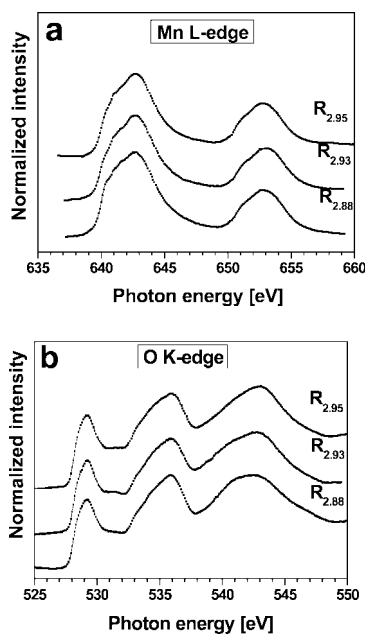 a
Mn L-edge
Normalized intensity
R2.95
R2.93
R2.88
635 640 645 650 655 660
Photon energy [eV]
b
O K-edge
Normalized intensity
R2.95
R2.93
R2.88
525 530 535 540 545 550
Photon energy [eV]